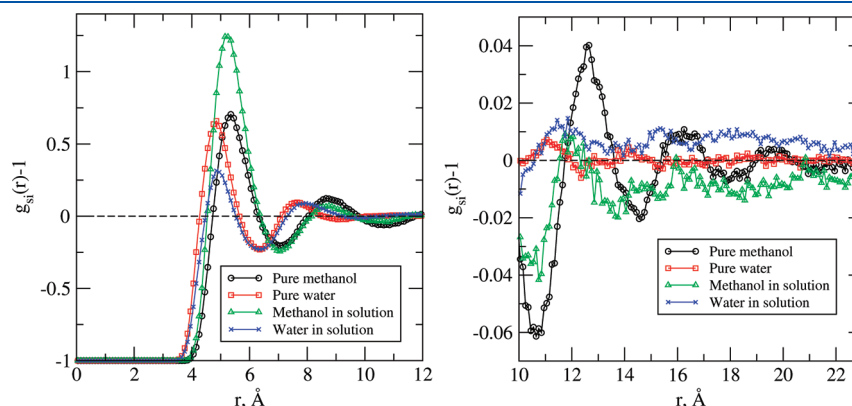 1
0.5
0
-0.5
-1
g_si(r)-1
0 2 4 6 8 10 12
r, Å
Pure methanol
Pure water
Methanol in solution
Water in solution
0.04
0.02
0
-0.02
-0.04
-0.06
g_si(r)-1
10 12 14 16 18 20 22
r, Å
Pure methanol
Pure water
Methanol in solution
Water in solution